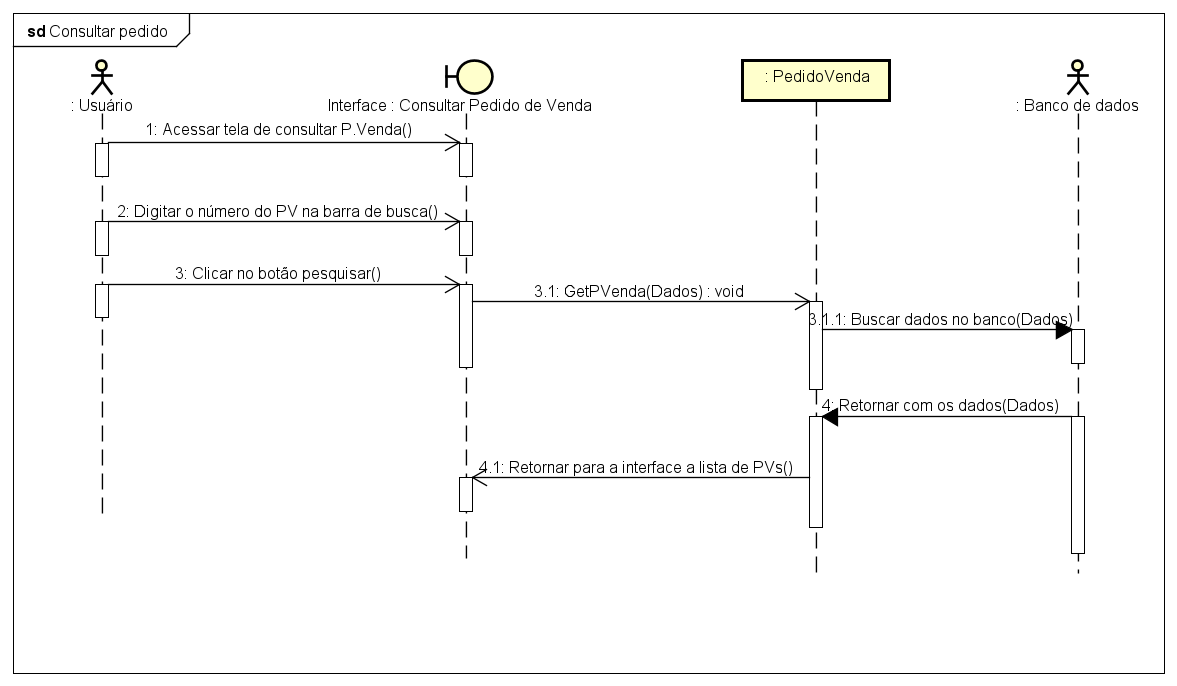 sd Consultar pedido
: Usuário
Interface : Consultar Pedido de Venda
: PedidoVenda
: Banco de dados
1: Acessar tela de consultar P.Venda()
2: Digitar o número do PV na barra de busca()
3: Clicar no botão pesquisar()
3.1: GetPVenda(Dados) : void
3.1.1: Buscar dados no banco(Dados)
4: Retornar com os dados(Dados)
4.1: Retornar para a interface a lista de PVs()